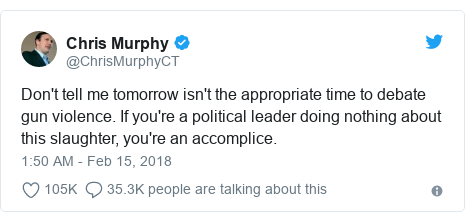 Chris Murphy
@ChrisMurphyCT
Don't tell me tomorrow isn't the appropriate time to debate
gun violence. If you're a political leader doing nothing about
this slaughter, you're an accomplice.
1:50 AM - Feb 15, 2018
105K 35.3K people are talking about this